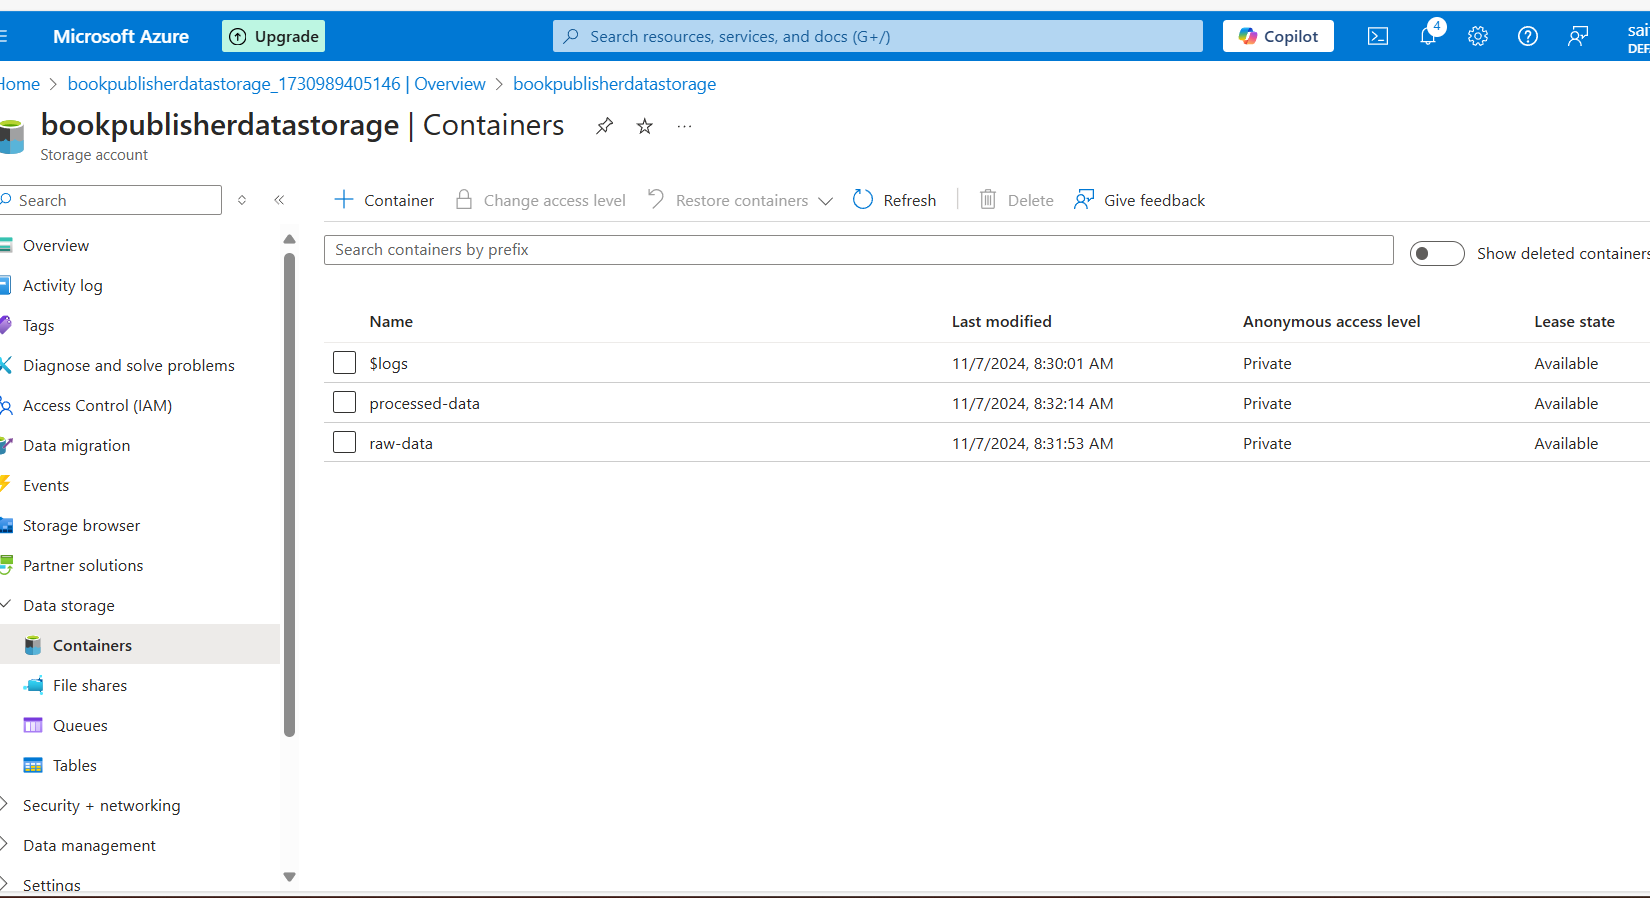 Microsoft Azure
Upgrade
Search resources, services, and docs (G+/)
Copilot
4
sai
DEF
Home > bookpublisherdatastorage_1730989405146 | Overview > bookpublisherdatastorage
bookpublisherdatastorage | Containers
Storage account
Search
Container
Change access level
Restore containers
Refresh
Delete
Give feedback
Search containers by prefix
Show deleted containers
Overview
Activity log
Tags
Diagnose and solve problems
Access Control (IAM)
Data migration
Events
Storage browser
Partner solutions
Data storage
Containers
File shares
Queues
Tables
Security + networking
Data management
Settings
Name Last modified Anonymous access level Lease state
$logs 11/7/2024, 8:30:01 AM Private Available
processed-data 11/7/2024, 8:32:14 AM Private Available
raw-data 11/7/2024, 8:31:53 AM Private Available